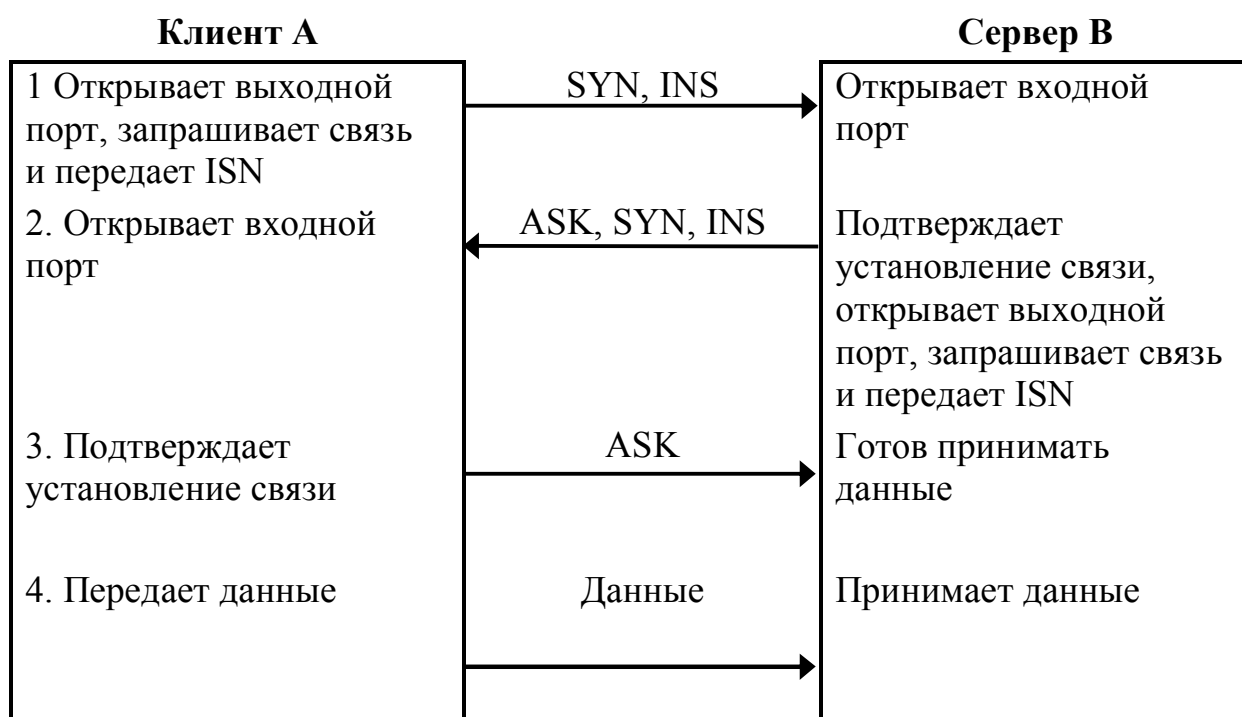 Клиент А
Сервер В
1 Открывает выходной
порт, запрашивает связь
и передает ISN
SYN, INS
Открывает входной
порт
2. Открывает входной
порт
ASK, SYN, INS
Подтверждает
установление связи,
открывает выходной
порт, запрашивает связь
и передает ISN
3. Подтверждает
установление связи
ASK
Готов принимать
данные
4. Передает данные
Данные
Принимает данные